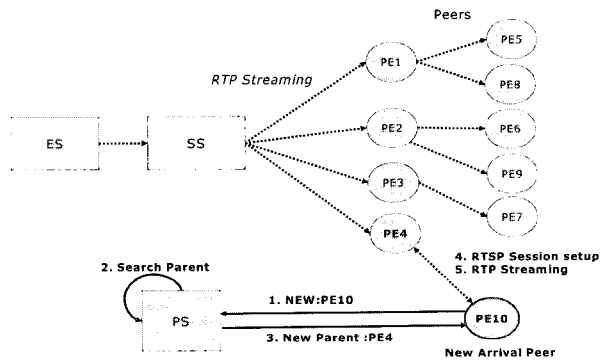 Peers
PE5
PE1
RTP Streaming
PE8
ES
SS
PE2
PE6
PE9
PE3
PE7
PE4
4. RTSP Session setup
5. RTP Streaming
2. Search Parent
1. NEW:PE10
PS
PE10
3. New Parent :PE4
New Arrival Peer